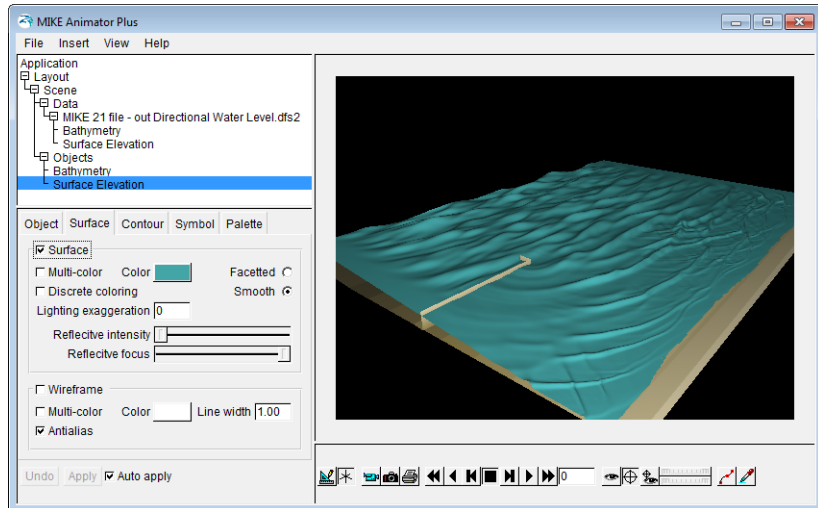 MIKE Animator Plus
File Insert View Help
Application
Layout
Scene
Data
MIKE 21 file - out Directional Water Level.dfs2
Bathymetry
Surface Elevation
Objects
Bathymetry
Surface Elevation
Object Surface Contour Symbol Palette
Surface
Multi-color Color Facetted
Discrete coloring Smooth
Lighting exaggeration 0
Reflecitve intensity
Reflecitve focus
Wireframe
Multi-color Color Line width 1.00
Antialias
Undo Apply Auto apply
0